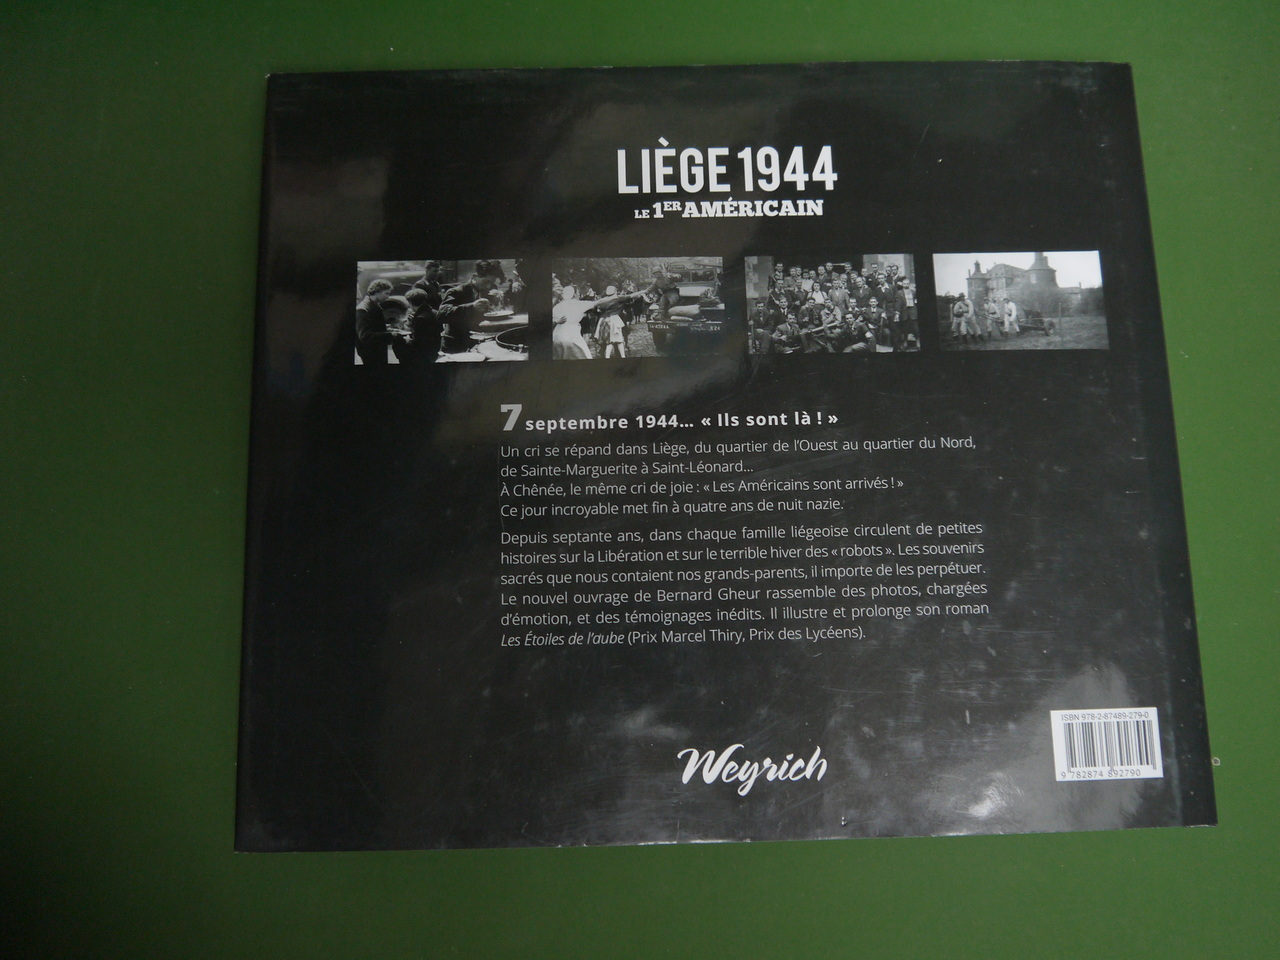 LIÈGE 1944
LE 1ER AMÉRICAIN
7 septembre 1944... « Ils sont là ! »
Un cri se répand dans Liège, du quartier de l'Ouest au quartier du Nord,
de Sainte-Marguerite à Saint-Léonard...
À Chênée, le même cri de joie : « Les Américains sont arrivés ! »
Ce jour incroyable met fin à quatre ans de nuit nazie.
Depuis septante ans, dans chaque famille liégeoise circulent de petites
histoires sur la Libération et sur le terrible hiver des « robots ». Les souvenirs
sacrés que nous contaient nos grands-parents, il importe de les perpétuer.
Le nouvel ouvrage de Bernard Gheur rassemble des photos, chargées
d'émotion, et des témoignages inédits. Il illustre et prolonge son roman
Les Étoiles de l'aube (Prix Marcel Thiry, Prix des Lycéens).
Weyrich
ISBN 978-2-87489-279-0
9 782874 892790